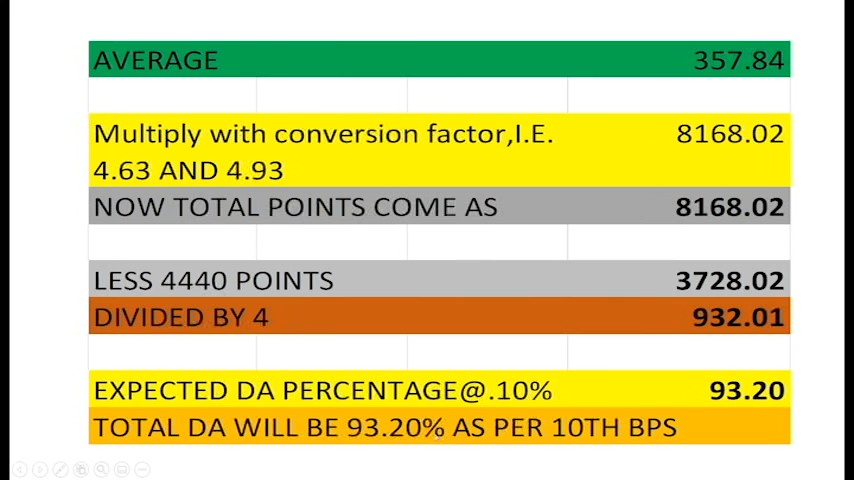 AVERAGE 357.84
Multiply with conversion factor,I.E. 8168.02
4.63 AND 4.93
NOW TOTAL POINTS COME AS 8168.02
LESS 4440 POINTS 3728.02
DIVIDED BY 4 932.01
EXPECTED DA PERCENTAGE@.10% 93.20
TOTAL DA WILL BE 93.20% AS PER 10TH BPS